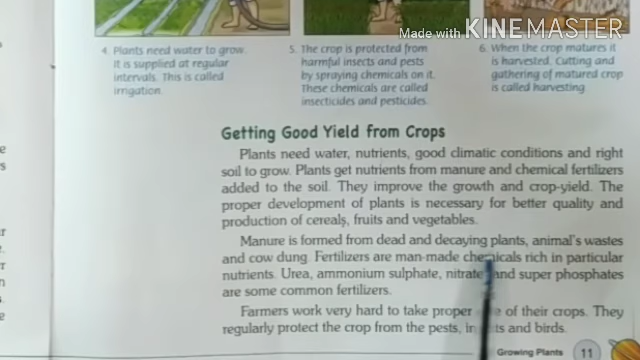 Made with KINEMASTER
4. Plants need water to grow.
It is supplied at regular
intervals. This is called
irrigation.
5. The crop is protected from
harmful insects and pests
by spraying chemicals on it.
These chemicals are called
insecticides and pesticides.
6. When the crop matures it
is harvested. Cutting and
gathering of matured crop
is called harvesting
Getting Good Yield from Crops
Plants need water, nutrients, good climatic conditions and right
soil to grow. Plants get nutrients from manure and chemical fertilizers
added to the soil. They improve the growth and crop-yield. The
proper development of plants is necessary for better quality and
production of cereals, fruits and vegetables.
Manure is formed from dead and decaying plants, animal's wastes
and cow dung. Fertilizers are man-made chemicals rich in particular
nutrients. Urea, ammonium sulphate, nitrate and super phosphates
are some common fertilizers.
Farmers work very hard to take proper of their crops. They
regularly protect the crop from the pests, and birds.
Growing Plants 11